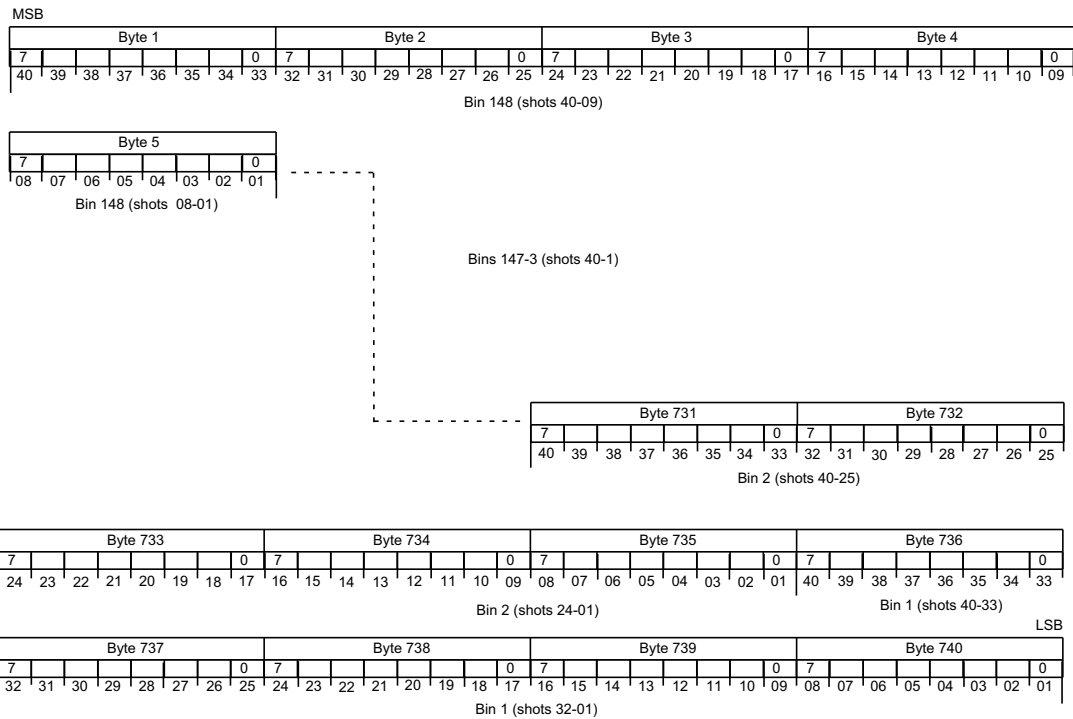 MSB
Byte 1 Byte 2 Byte 3 Byte 4
7 0 7 0 7 0 7 0
40 39 38 37 36 35 34 33 32 31 30 29 28 27 26 25 24 23 22 21 20 19 18 17 16 15 14 13 12 11 10 09
Bin 148 (shots 40-09)
Byte 5
7 0
08 07 06 05 04 03 02 01
Bin 148 (shots 08-01)
Bins 147-3 (shots 40-1)
Byte 731 Byte 732
7 0 7 0
40 39 38 37 36 35 34 33 32 31 30 29 28 27 26 25
Bin 2 (shots 40-25)
Byte 733 Byte 734 Byte 735 Byte 736
7 0 7 0 7 0 7 0
24 23 22 21 20 19 18 17 16 15 14 13 12 11 10 09 08 07 06 05 04 03 02 01 40 39 38 37 36 35 34 33
Bin 2 (shots 24-01) Bin 1 (shots 40-33)
LSB
Byte 737 Byte 738 Byte 739 Byte 740
7 0 7 0 7 0 7 0
32 31 30 29 28 27 26 25 24 23 22 21 20 19 18 17 16 15 14 13 12 11 10 09 08 07 06 05 04 03 02 01
Bin 1 (shots 32-01)